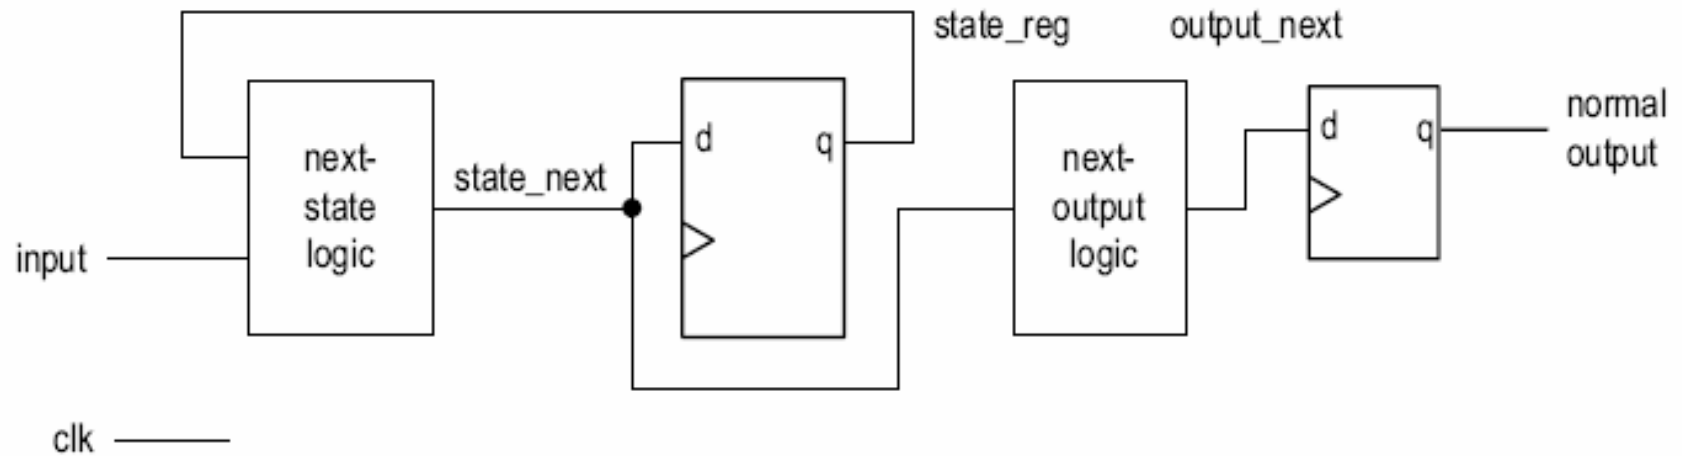 state_reg
output_next
next-
state
logic
input
state_next
d
q
next-
output
logic
d
q
normal
output
clk